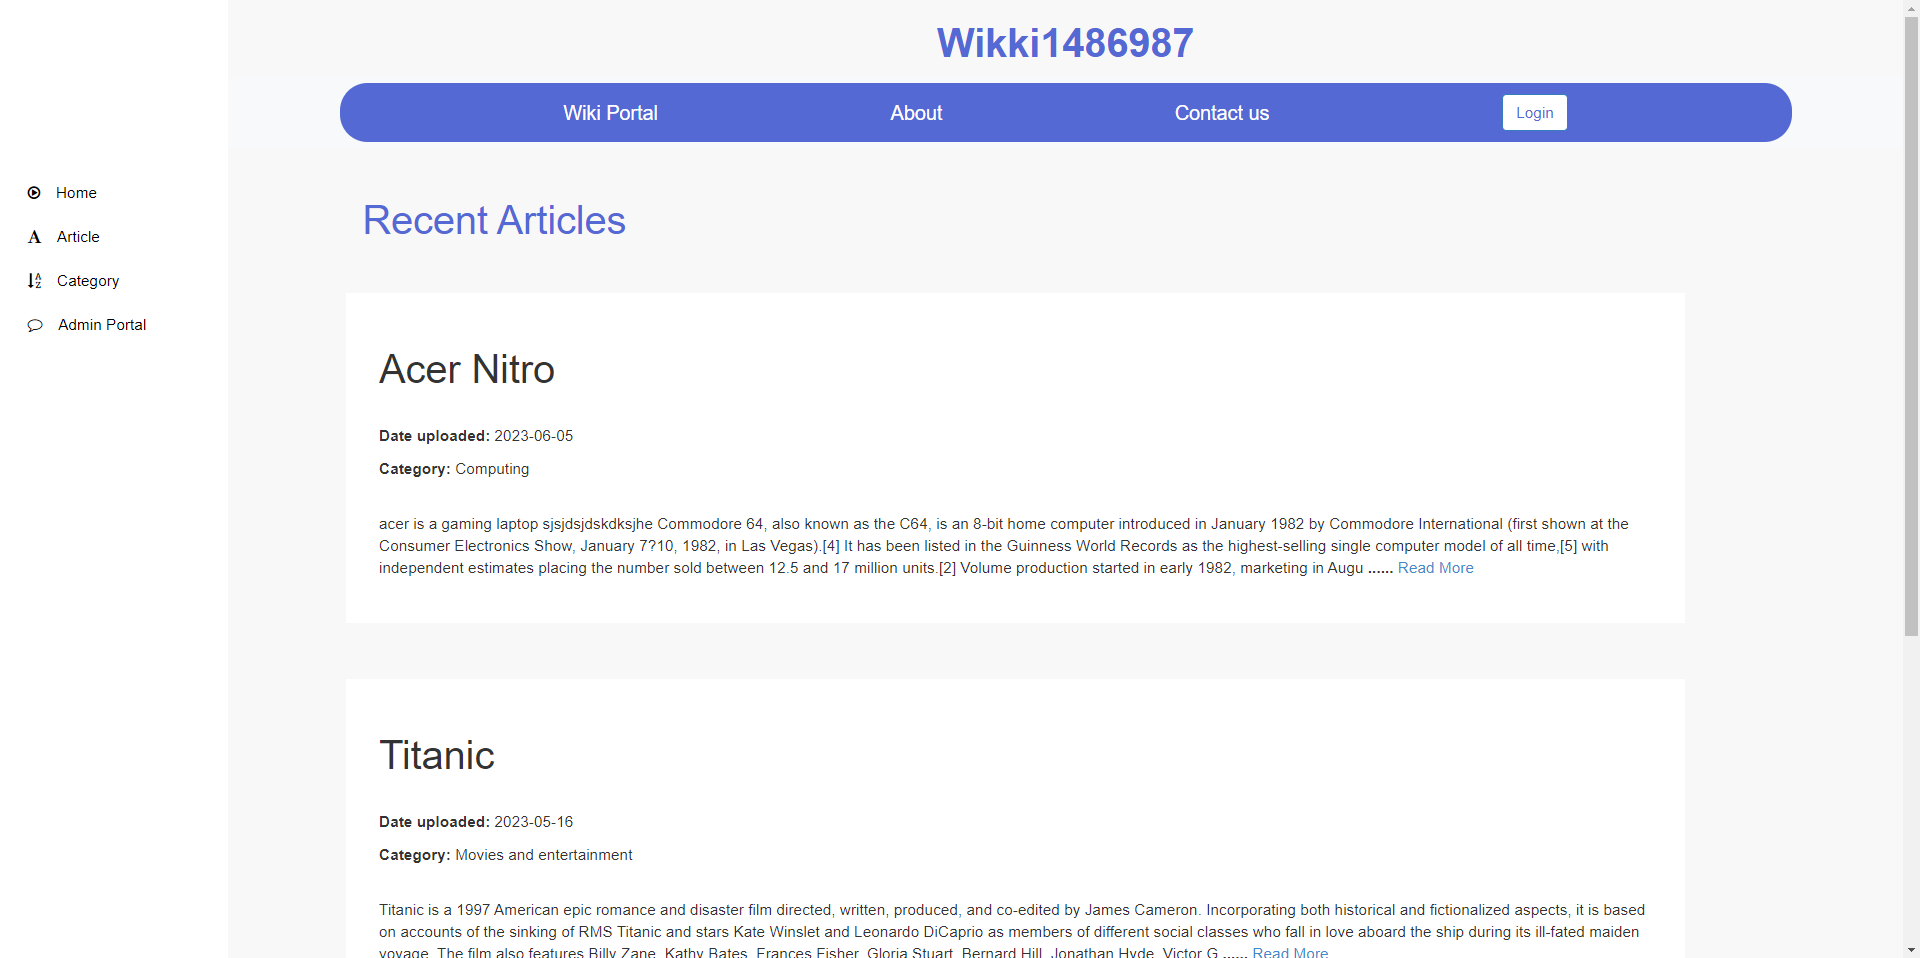 Wikki1486987
Wiki Portal About Contact us Login
Home
Article
Category
Admin Portal
Recent Articles
Acer Nitro
Date uploaded: 2023-06-05
Category: Computing
acer is a gaming laptop sjsjdsjdskdksjhe Commodore 64, also known as the C64, is an 8-bit home computer introduced in January 1982 by Commodore International (first shown at the
Consumer Electronics Show, January 7?10, 1982, in Las Vegas).[4] It has been listed in the Guinness World Records as the highest-selling single computer model of all time,[5] with
independent estimates placing the number sold between 12.5 and 17 million units.[2] Volume production started in early 1982, marketing in Augu ...... Read More
Titanic
Date uploaded: 2023-05-16
Category: Movies and entertainment
Titanic is a 1997 American epic romance and disaster film directed, written, produced, and co-edited by James Cameron. Incorporating both historical and fictionalized aspects, it is based
on accounts of the sinking of RMS Titanic and stars Kate Winslet and Leonardo DiCaprio as members of different social classes who fall in love aboard the ship during its ill-fated maiden
voyage. The film also features Billy Zane, Kathy Bates, Frances Fisher, Gloria Stuart, Bernard Hill, Jonathan Hyde, Victor G ...... Read More